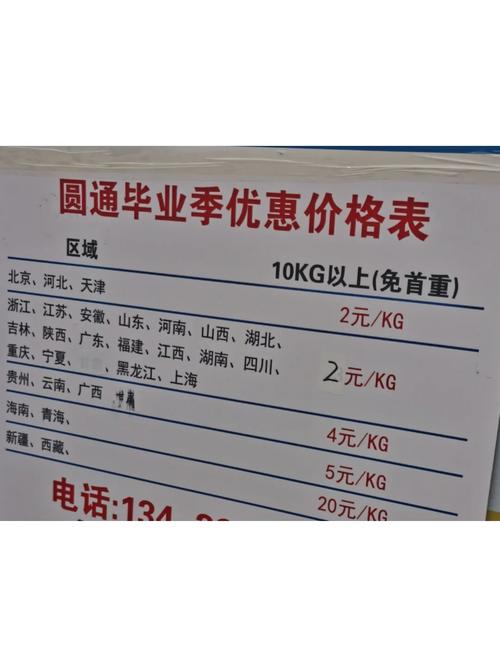 圆通毕业季优惠价格表
区域 10KG以上(免首重)
北京、河北、天津 2元/KG
浙江、江苏、安徽、山东、河南、山西、湖北、
吉林、陕西、广东、福建、江西、湖南、四川、
重庆、宁夏、 、黑龙江、上海 2元/KG
贵州、云南、广西 4元/KG
海南、青海、 5元/KG
新疆、西藏、 20元/KG
电话:134